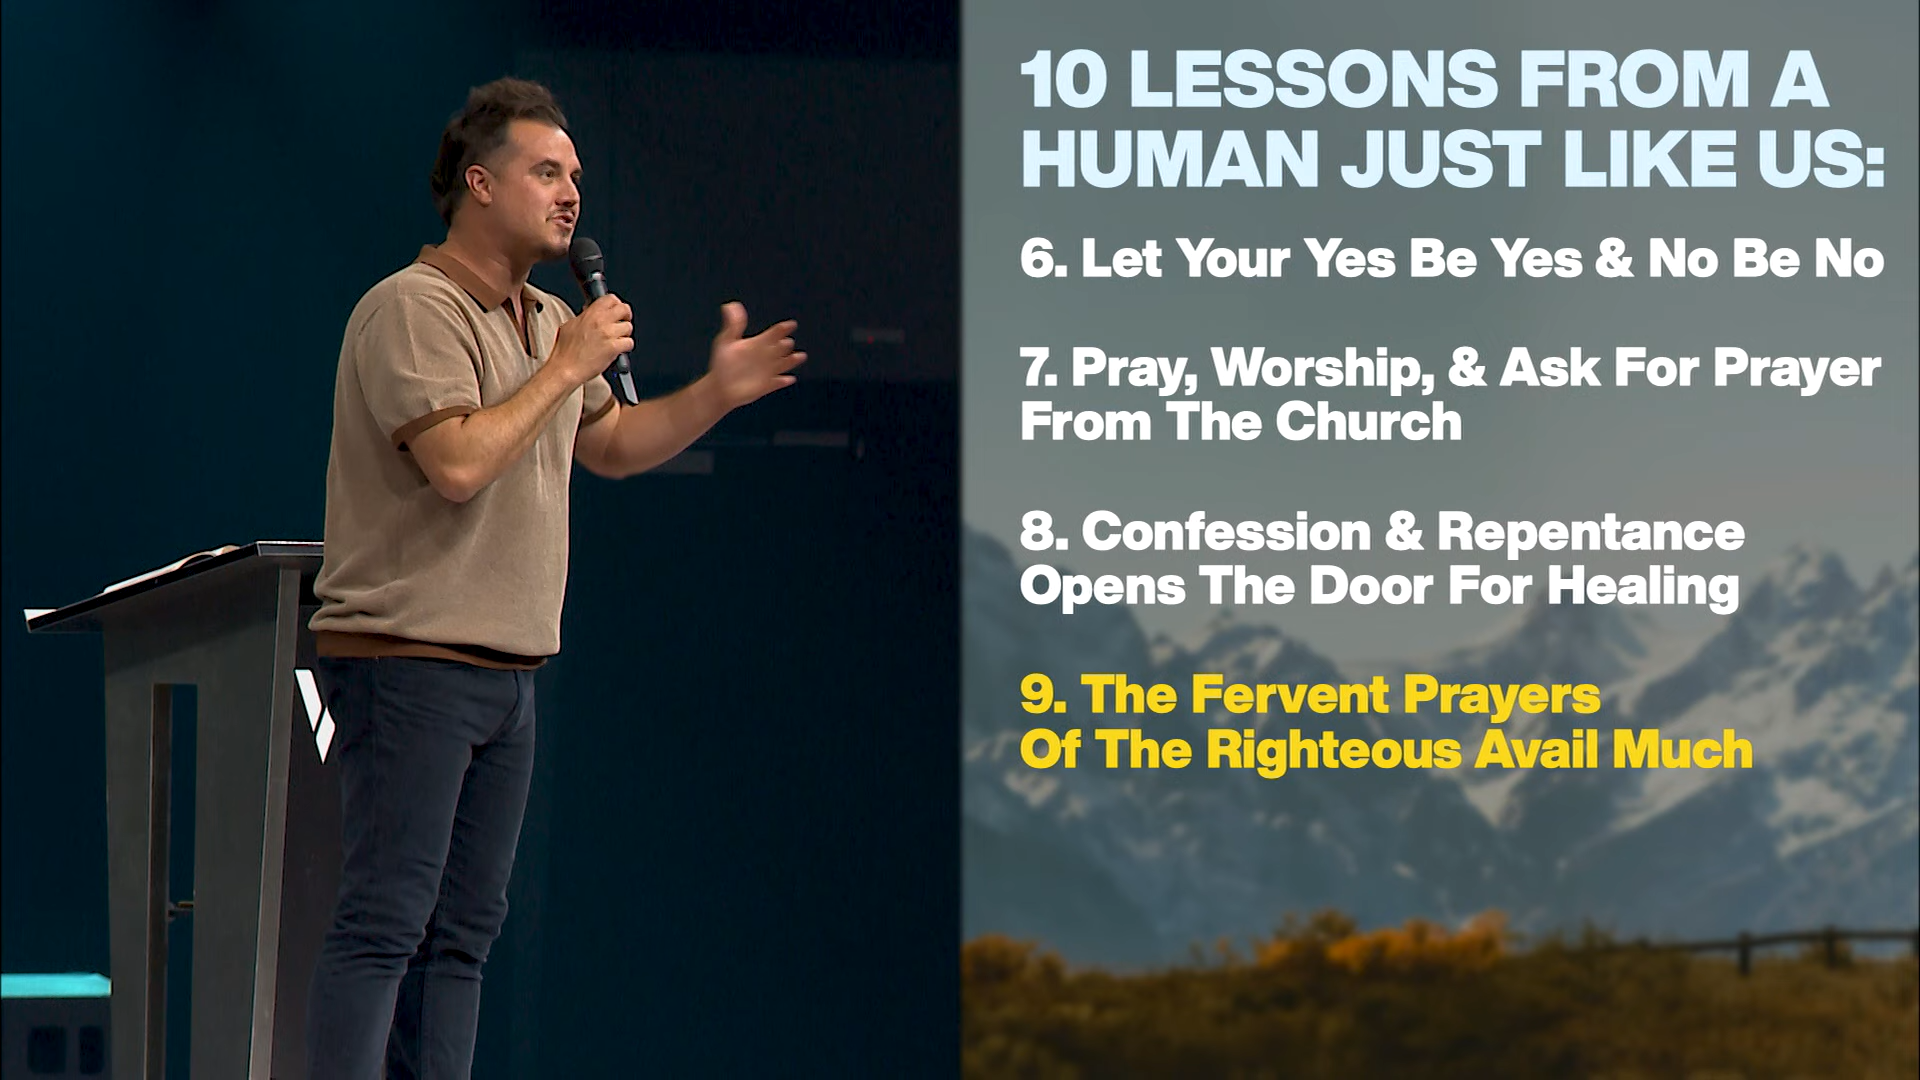 10 LESSONS FROM A
HUMAN JUST LIKE US:
6. Let Your Yes Be Yes & No Be No
7. Pray, Worship, & Ask For Prayer
From The Church
8. Confession & Repentance
Opens The Door For Healing
9. The Fervent Prayers
Of The Righteous Avail Much